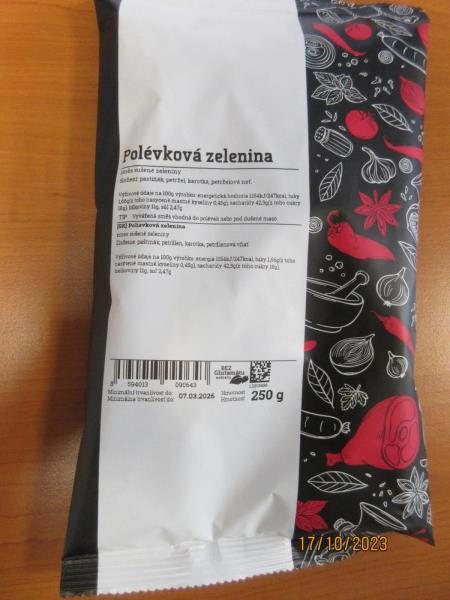 Polévková zelenina
směs sušené zeleniny
Složení: pastiňák, petržel, karotka, petrželová nať.
Výživové údaje na 100g výrobku: energetická hodnota 1154kJ/247kcal, tuky
1,66g(z toho nasycené mastné kyseliny 0,45g), sacharidy 42,9g(z toho cukry
18g), bílkoviny 11g, sůl 2,47g
[TIP] Vyvážená směs vhodná do polévek nebo pod dušené maso.
[SK] Polievková zelenina
zmes sušenej zeleniny
Zloženie: paštrnák, petržlen, karotka, petržlenová vňať
Výživové údaje na 100g výrobku: energia 1154kJ/247kcal, tuky 1,66g(z toho
nasýtené mastné kyseliny 0,45g), sacharidy 42,9g(z toho cukry 18g),
bielkoviny 11g, soľ 2,47g
BEZ
Glutamátu
8 594013 090643
Minimální trvanlivost do: 07.03.2026 Hmotnost 250 g
Minimálna trvanlivosť do: Hmotnosť
17/10/2023